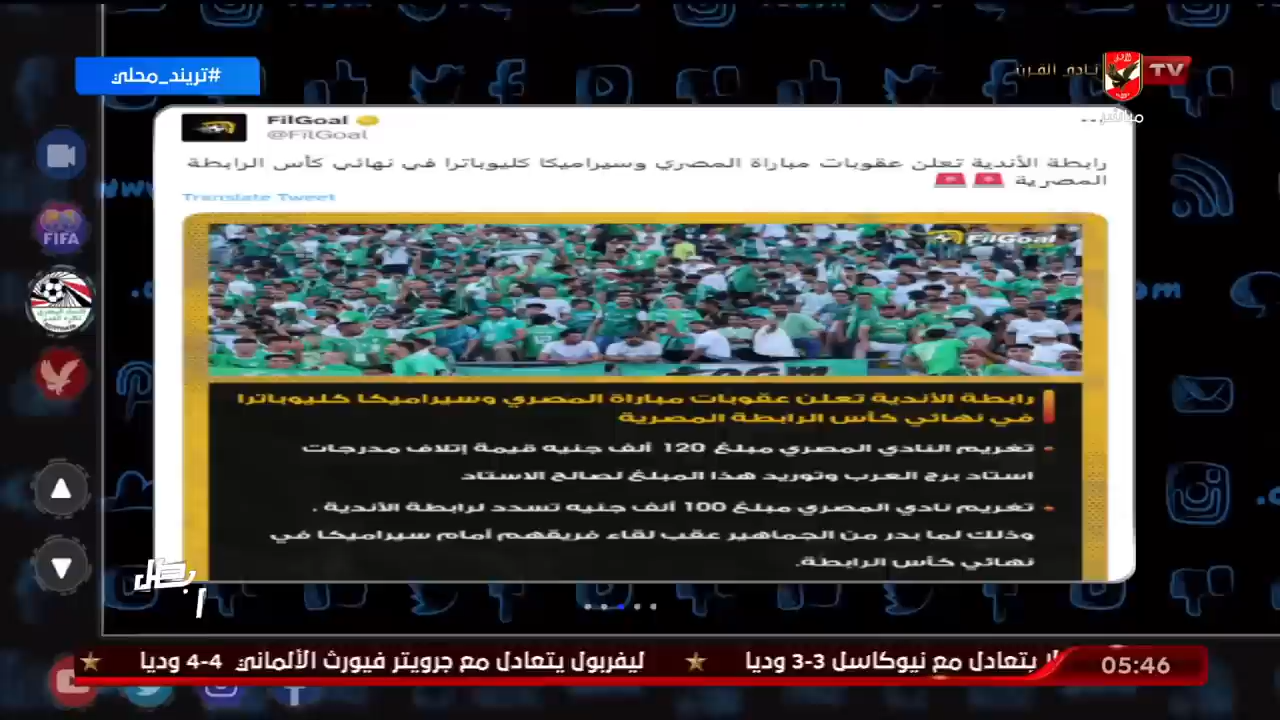 #تريند_محلي
نادي القرن
TV
مباشر
FilGoal
@FilGoal
رابطة الأندية تعلن عقوبات مباراة المصري وسيراميكا كليوباترا في نهائي كأس الرابطة
المصرية
Translate Tweet
FilGoal
FIFA
رابطة الأندية تعلن عقوبات مباراة المصري وسيراميكا كليوباترا
في نهائي كأس الرابطة المصرية
تغريم النادي المصري مبلغ 120 ألف جنيه قيمة إتلاف مدرجات
استاد برج العرب وتوريد هذا المبلغ لصالح الاستاد
تغريم نادي المصري مبلغ 100 ألف جنيه تسدد لرابطة الأندية .
وذلك لما بدر من الجماهير عقب لقاء فريقهم أمام سيراميكا في
نهائي كأس الرابطة.
يتعادل مع نيوكاسل 3-3 وديا
ليفربول يتعادل مع جرويتر فيورث الألماني 4-4 وديا
05:46